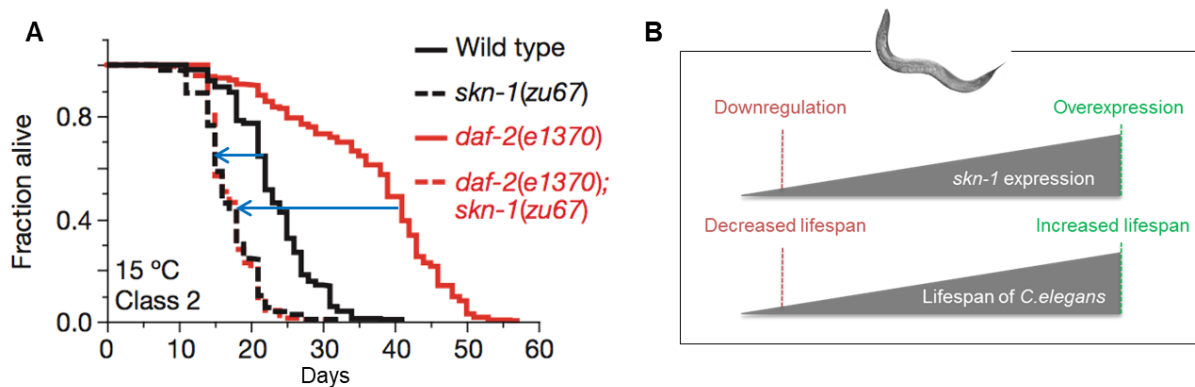 A
Fraction alive
0.8
0.4
0.0
15 ºC
Class 2
Wild type
skn-1(zu67)
daf-2(e1370)
daf-2(e1370);
skn-1(zu67)
0 10 20 30 40 50 60
Days
B
Downregulation Overexpression
skn-1 expression
Decreased lifespan Increased lifespan
Lifespan of C.elegans